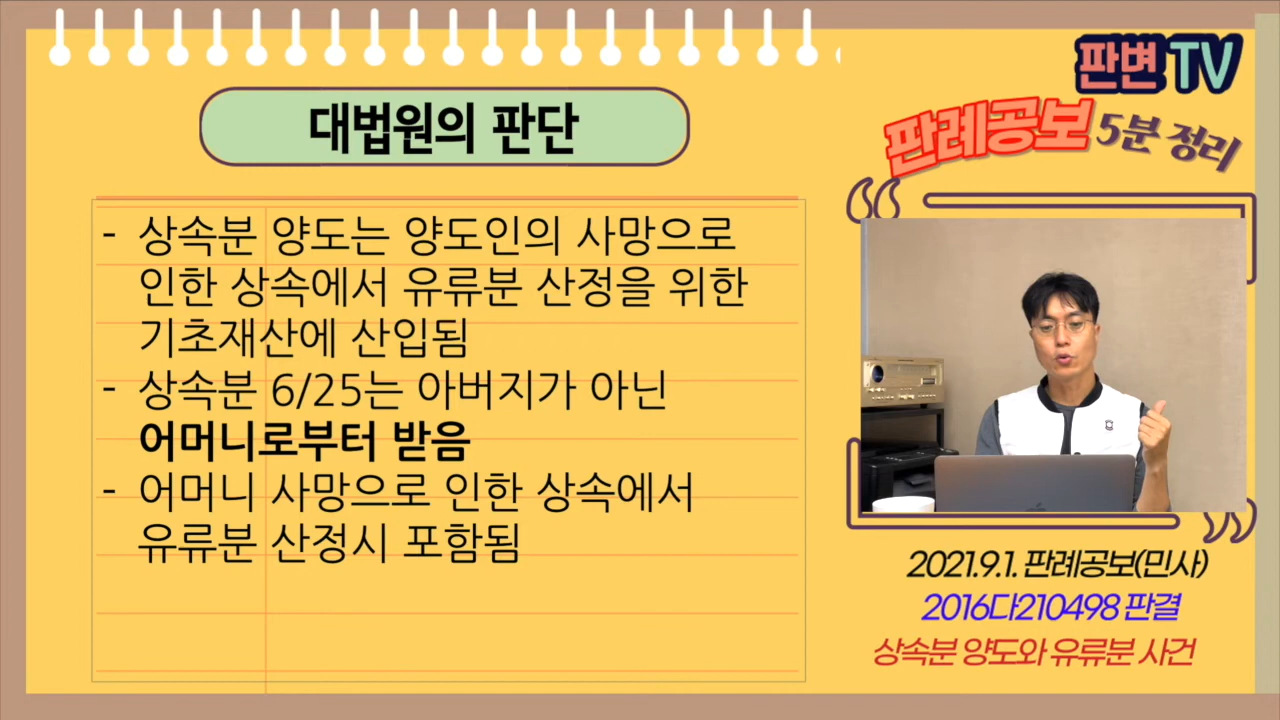 대법원의 판단
- 상속분 양도는 양도인의 사망으로
인한 상속에서 유류분 산정을 위한
기초재산에 산입됨
- 상속분 6/25는 아버지가 아닌
어머니로부터 받음
- 어머니 사망으로 인한 상속에서
유류분 산정시 포함됨
판변 TV
판례공보 5분 정리
2021.9.1. 판례공보(민사)
2016다210498 판결
상속분 양도와 유류분 사건